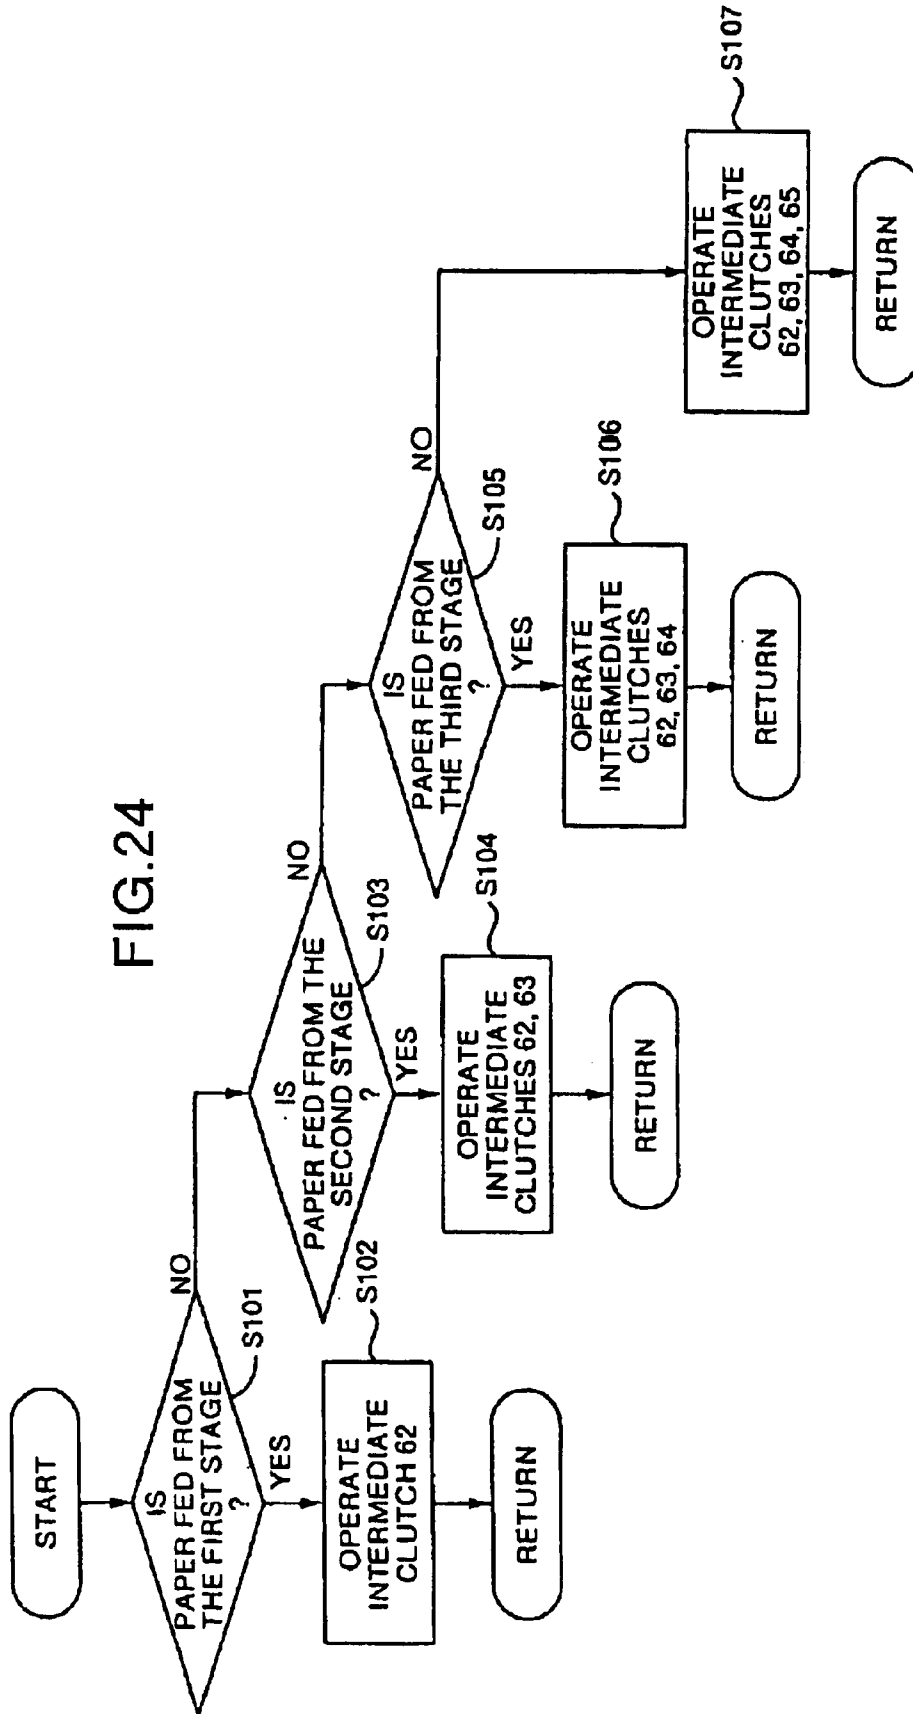 FIG.24
START
IS
PAPER FED FROM
THE FIRST STAGE
?
S101
NO
YES
OPERATE
INTERMEDIATE
CLUTCH 62
S102
RETURN
IS
PAPER FED FROM THE
SECOND STAGE
?
S103
NO
YES
OPERATE
INTERMEDIATE
CLUTCHES 62, 63
S104
RETURN
IS
PAPER FED FROM
THE THIRD STAGE
?
S105
NO
YES
OPERATE
INTERMEDIATE
CLUTCHES
62, 63, 64
S106
RETURN
OPERATE
INTERMEDIATE
CLUTCHES
62, 63, 64, 65
S107
RETURN